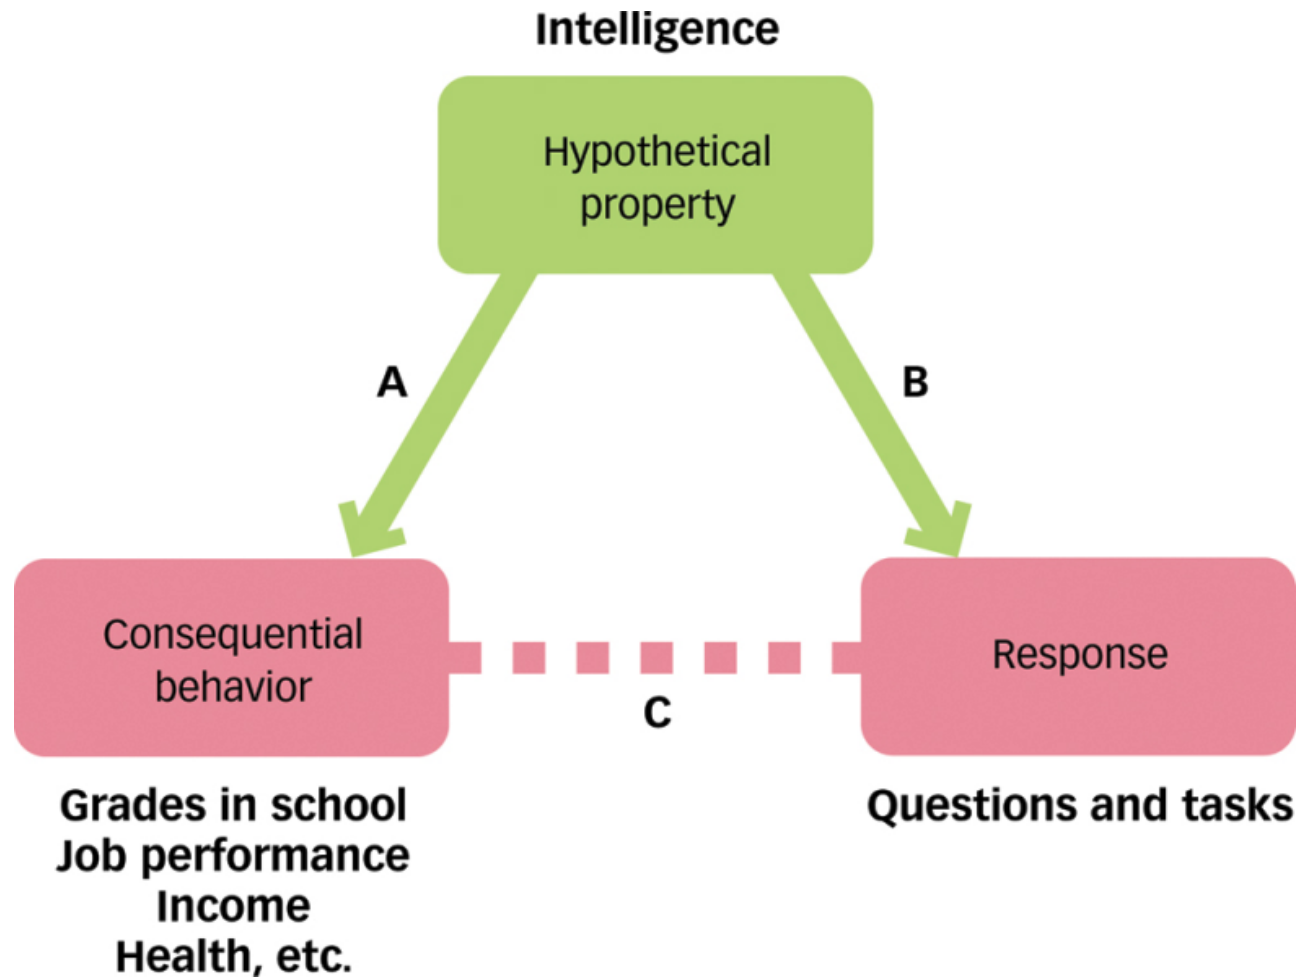 Intelligence
Hypothetical
property
A
B
Consequential
behavior
Response
C
Grades in school
Job performance
Income
Health, etc.
Questions and tasks